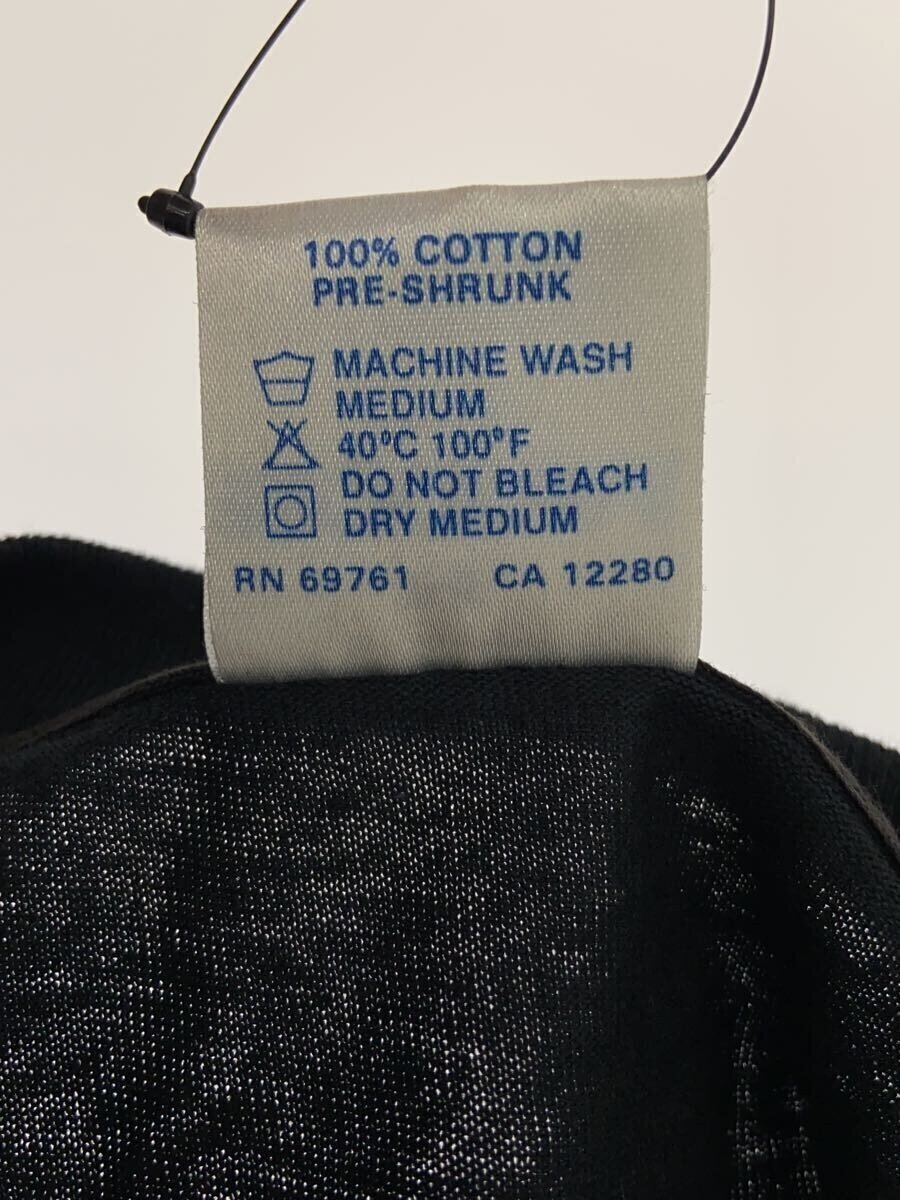 100% COTTON
PRE-SHRUNK
MACHINE WASH
MEDIUM
40°C 100°F
DO NOT BLEACH
DRY MEDIUM
RN 69761 CA 12280